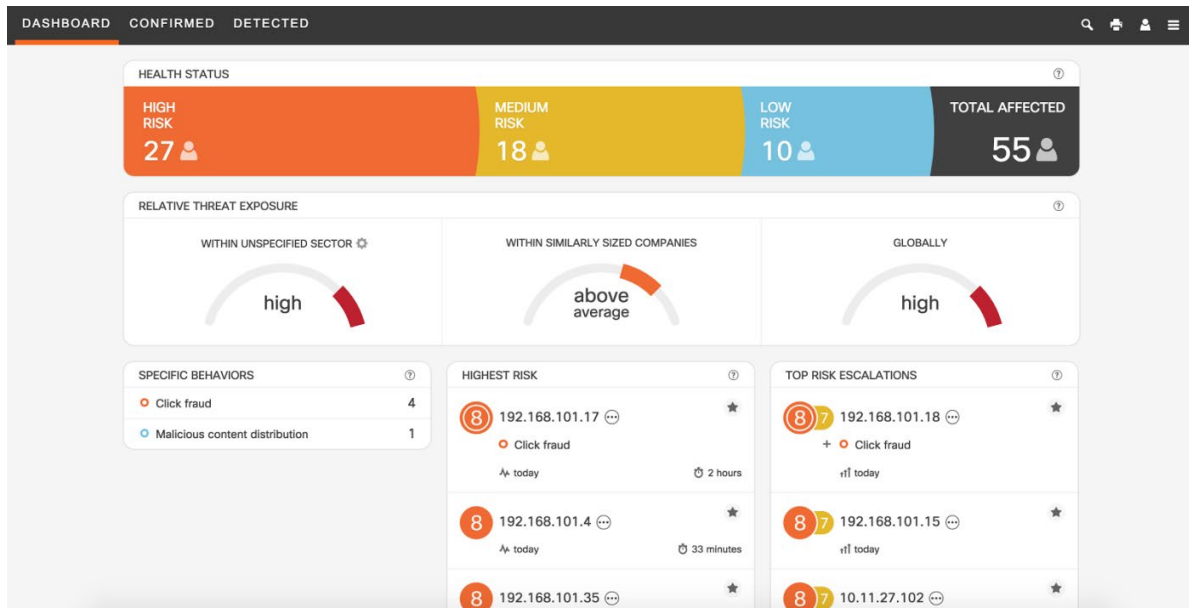 DASHBOARD CONFIRMED DETECTED
HEALTH STATUS ?
HIGH
RISK
27
MEDIUM
RISK
18
LOW
RISK
10
TOTAL AFFECTED
55
RELATIVE THREAT EXPOSURE ?
WITHIN UNSPECIFIED SECTOR
high
WITHIN SIMILARLY SIZED COMPANIES
above
average
GLOBALLY
high
SPECIFIC BEHAVIORS ?
Click fraud 4
Malicious content distribution 1
HIGHEST RISK ?
8 192.168.101.17
Click fraud
today 2 hours
8 192.168.101.4
today 33 minutes
8 192.168.101.35
TOP RISK ESCALATIONS ?
8 7 192.168.101.18
+ Click fraud
today
8 7 192.168.101.15
today
8 7 10.11.27.102